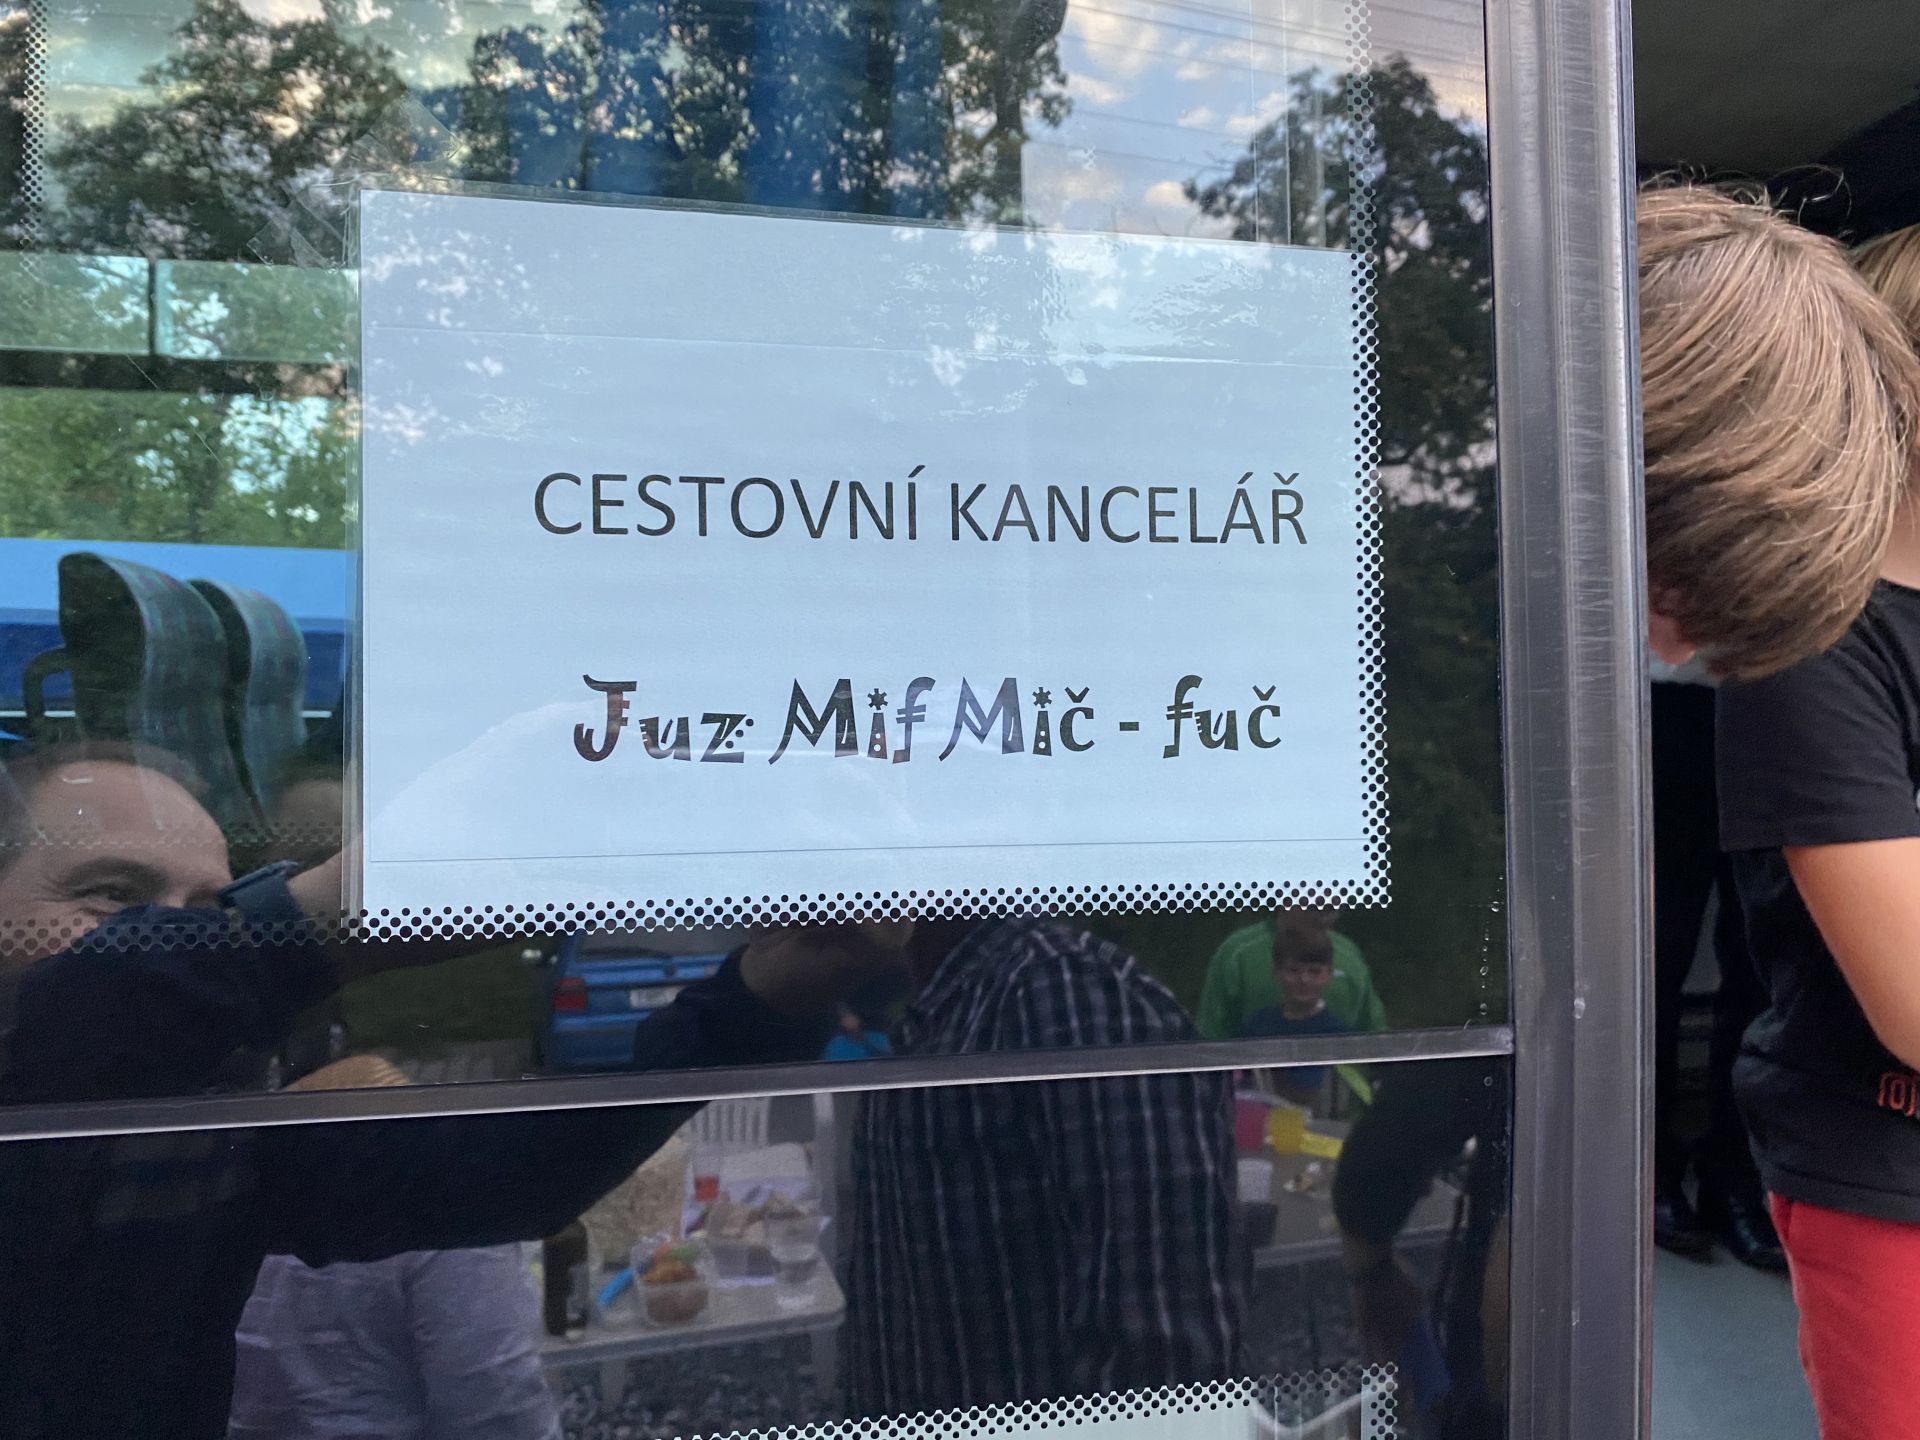 CESTOVNÍ KANCELÁŘ
Juz Mif Mič - fuč